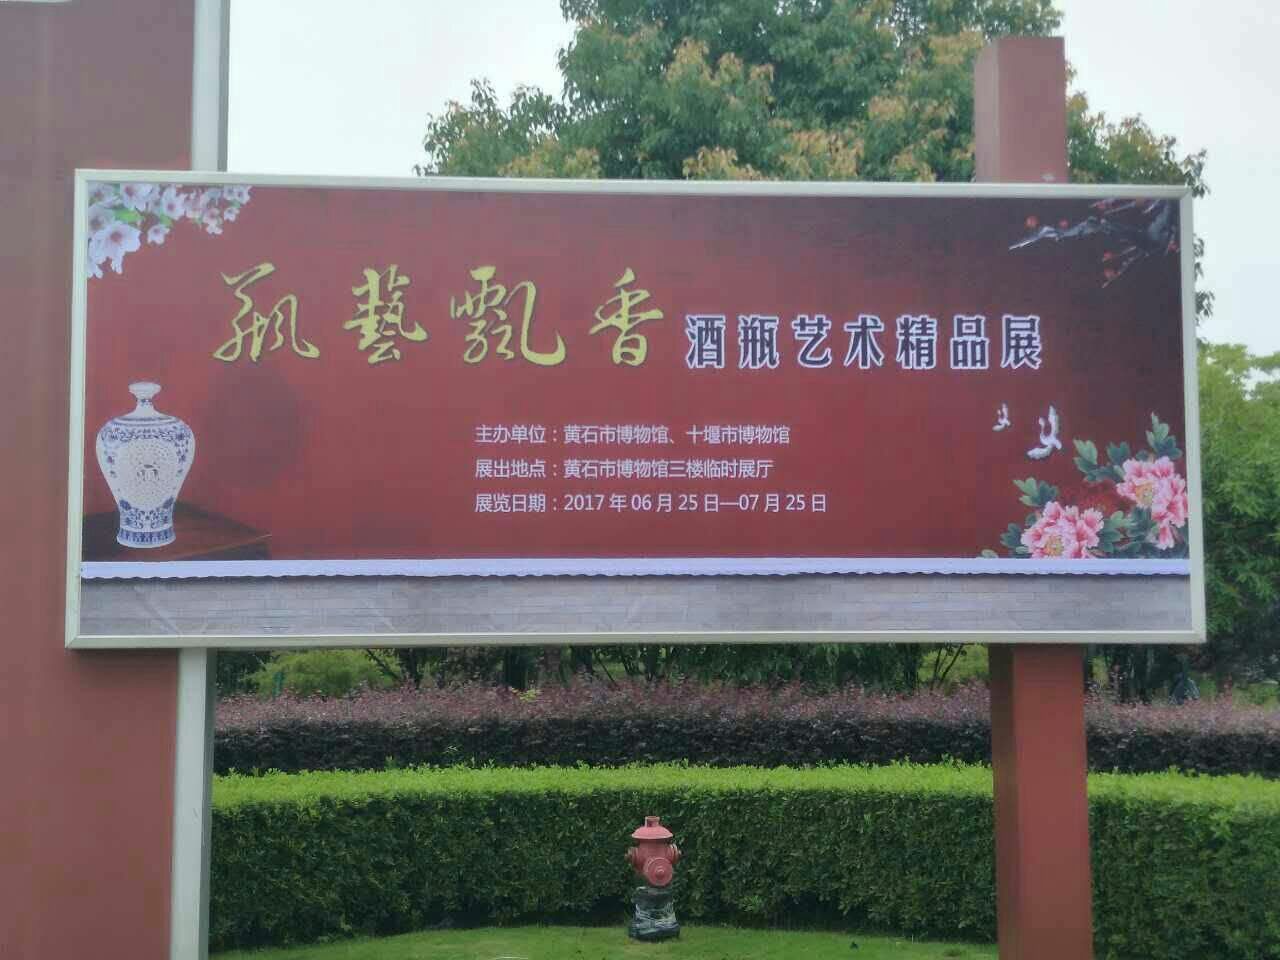 瓶藝飄香 酒瓶艺术精品展
主办单位：黄石市博物馆、十堰市博物馆
展出地点：黄石市博物馆三楼临时展厅
展览日期：2017年06月25日—07月25日